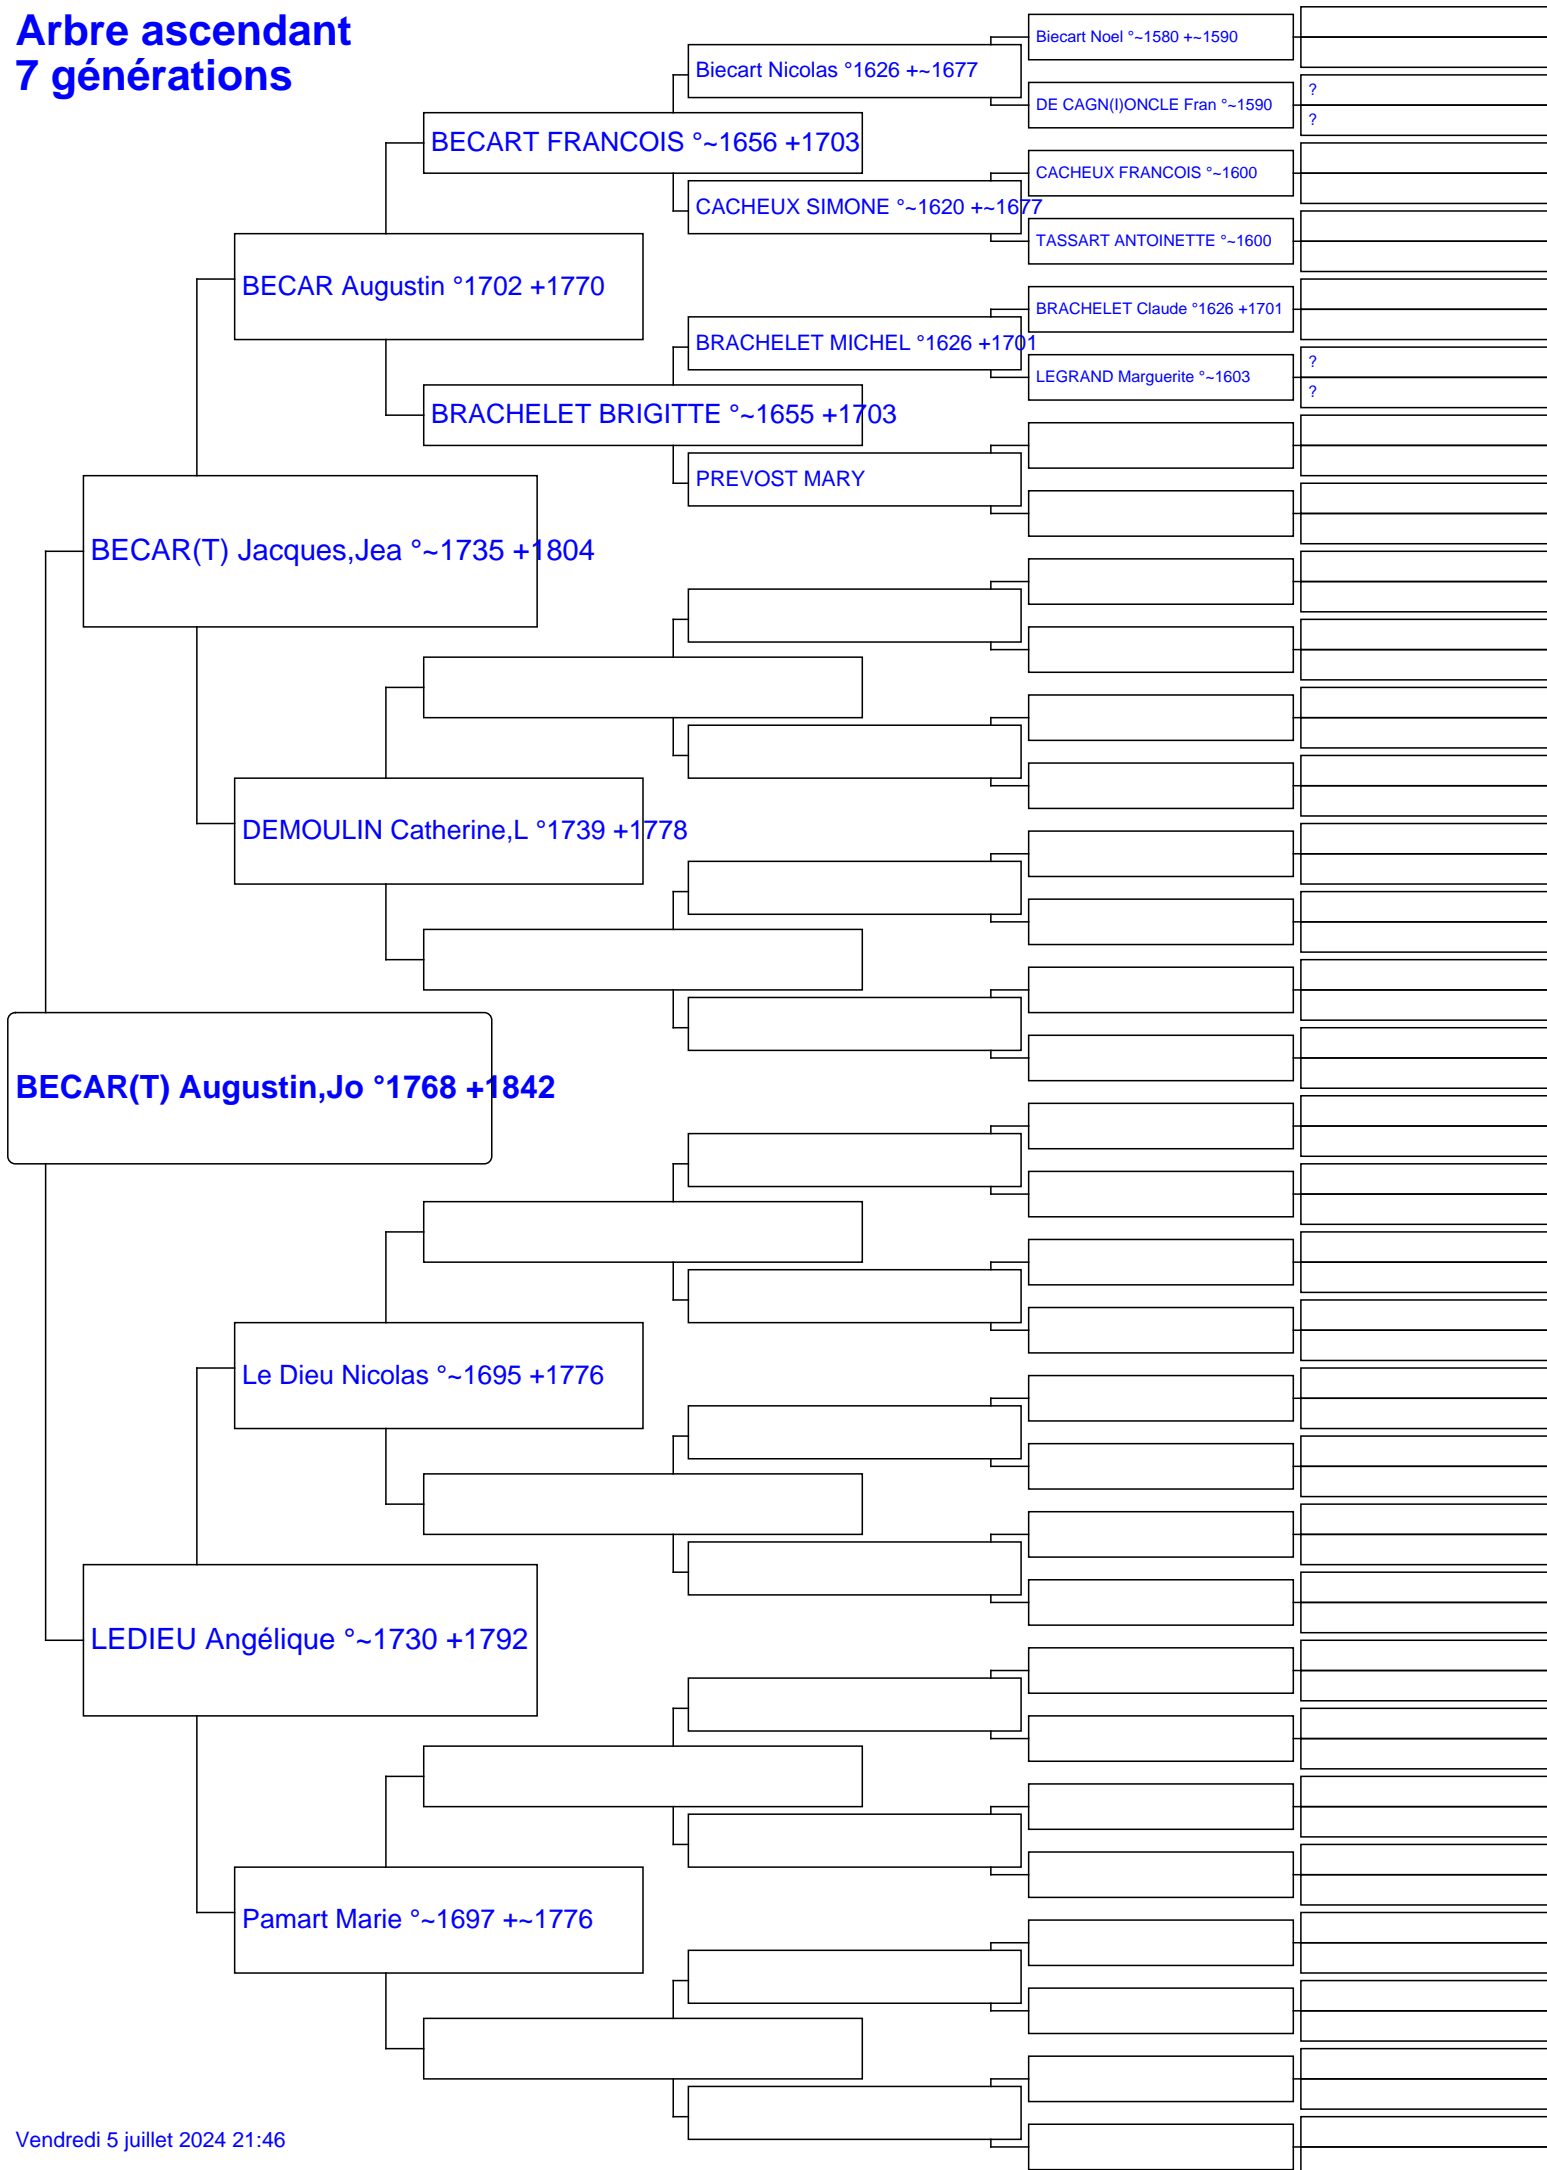 Arbre ascendant
7 générations
Biecart Noel °~1580 +~1590
Biecart Nicolas °1626 +~1677
?
DE CAGN(I)ONCLE Fran °~1590
?
BECART FRANCOIS °~1656 +1703
CACHEUX FRANCOIS °~1600
CACHEUX SIMONE °~1620 +~1677
TASSART ANTOINETTE °~1600
BECAR Augustin °1702 +1770
BRACHELET Claude °1626 +1701
BRACHELET MICHEL °1626 +1701
?
LEGRAND Marguerite °~1603
?
BRACHELET BRIGITTE °~1655 +1703
PREVOST MARY
BECAR(T) Jacques,Jea °~1735 +1804
DEMOULIN Catherine,L °1739 +1778
BECAR(T) Augustin,Jo °1768 +1842
Le Dieu Nicolas °~1695 +1776
LEDIEU Angélique °~1730 +1792
Pamart Marie °~1697 +~1776
Vendredi 5 juillet 2024 21:46